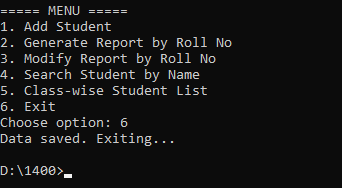 ===== MENU =====
1. Add Student
2. Generate Report by Roll No
3. Modify Report by Roll No
4. Search Student by Name
5. Class-wise Student List
6. Exit
Choose option: 6
Data saved. Exiting...
D:\1400>